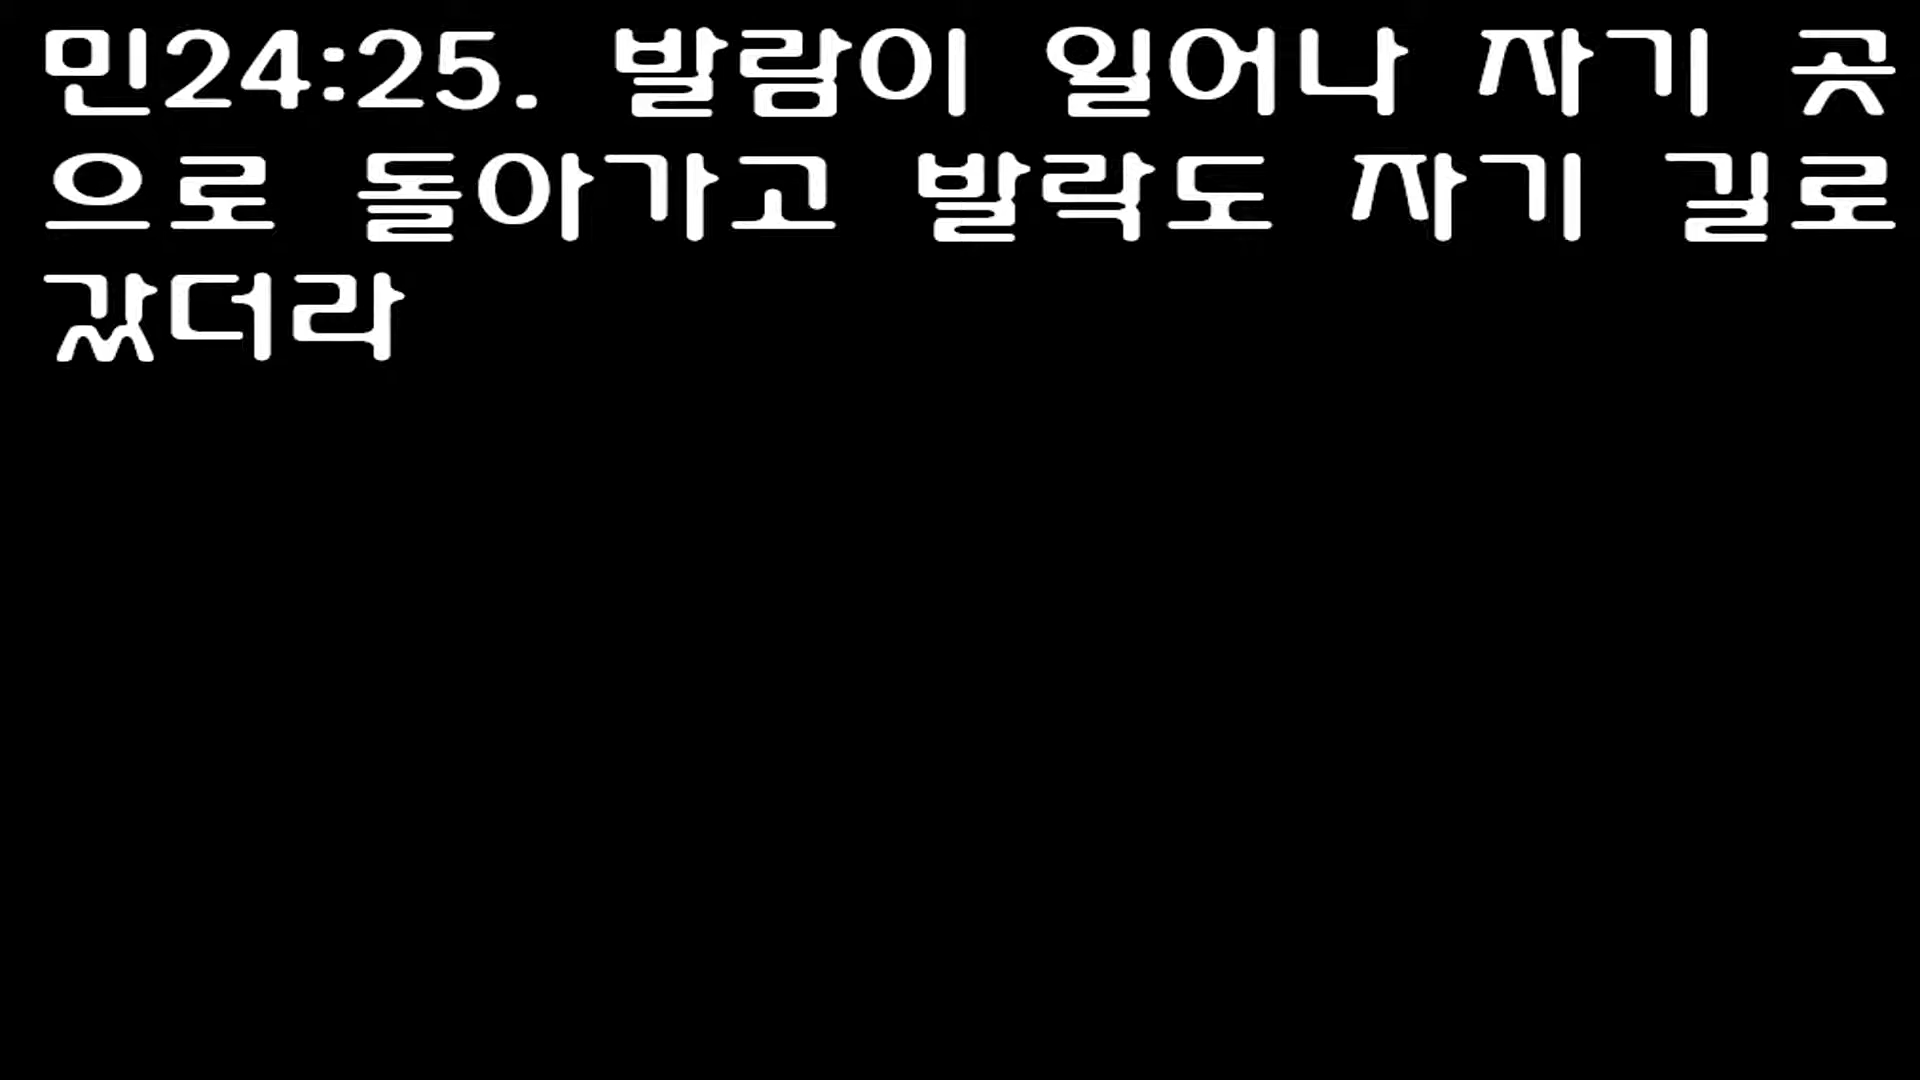 민24:25. 발람이 일어나 자기 곳
으로 돌아가고 발락도 자기 길로
갔더라